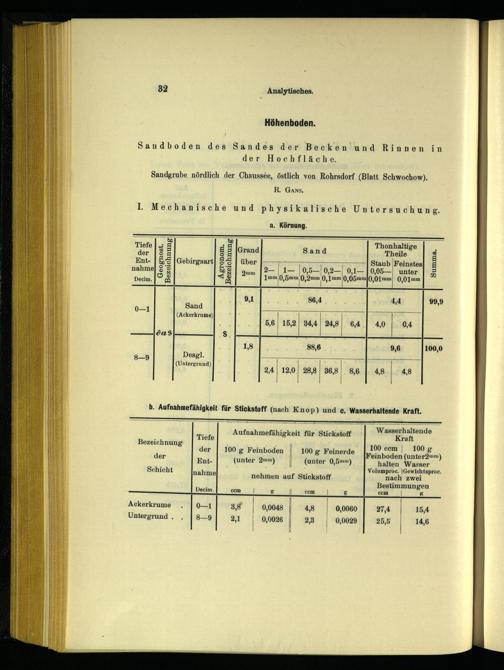 32
Analytisches.
Höhenboden.
Sandboden des Sandes der Becken und Rinnen in
der Hochfläche.
Sandgrube nördlich der Chaussée, östlich von Rohrsdorf (Blatt Schwochow).
R. GANS.
I. Mechanische und physikalische Untersuchung.
a. Körnung.
Tiefe der Entnahme Decim. | Geognost. Bezeichnung | Gebirgsart | Agronom. Bezeichnung | Grand über 2mm | Sand | Thonhaltige Theile | Summa.
2—1mm | 1—0,5mm | 0,5—0,2mm | 0,2—0,1mm | 0,1—0,05mm | Staub 0,05—0,01mm | Feinstes unter 0,01mm
0—1 | ∂as | Sand (Ackerkrume) | S | 9,1 | 86,4 | 4,4 | 99,9
5,6 | 15,2 | 34,4 | 24,8 | 6,4 | 4,0 | 0,4
8—9 | Desgl. (Untergrund) | 1,8 | 88,6 | 9,6 | 100,0
2,4 | 12,0 | 28,8 | 36,8 | 8,6 | 4,8 | 4,8
b. Aufnahmefähigkeit für Stickstoff (nach Knop) und c. Wasserhaltende Kraft.
Bezeichnung der Schicht | Tiefe der Entnahme Decim. | Aufnahmefähigkeit für Stickstoff | Wasserhaltende Kraft
100 g Feinboden (unter 2mm) | 100 g Feinerde (unter 0,5mm) | 100 ccm | 100 g
Feinboden (unter 2mm)
halten Wasser
Volumproc. | Gewichtsproc.
nehmen auf Stickstoff | nach zwei Bestimmungen
ccm | g | ccm | g | ccm | g
Ackerkrume . | 0—1 | 3,8 | 0,0048 | 4,8 | 0,0060 | 27,4 | 15,4
Untergrund . . | 8—9 | 2,1 | 0,0026 | 2,3 | 0,0029 | 25,5 | 14,6